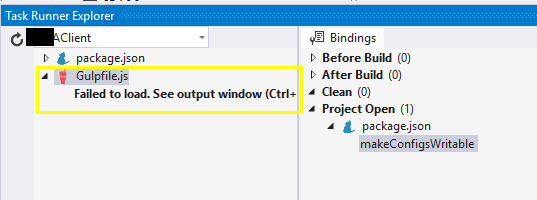 Task Runner Explorer
AClient
package.json
Gulpfile.js
Failed to load. See output window (Ctrl+
Bindings
Before Build (0)
After Build (0)
Clean (0)
Project Open (1)
package.json
makeConfigsWritable